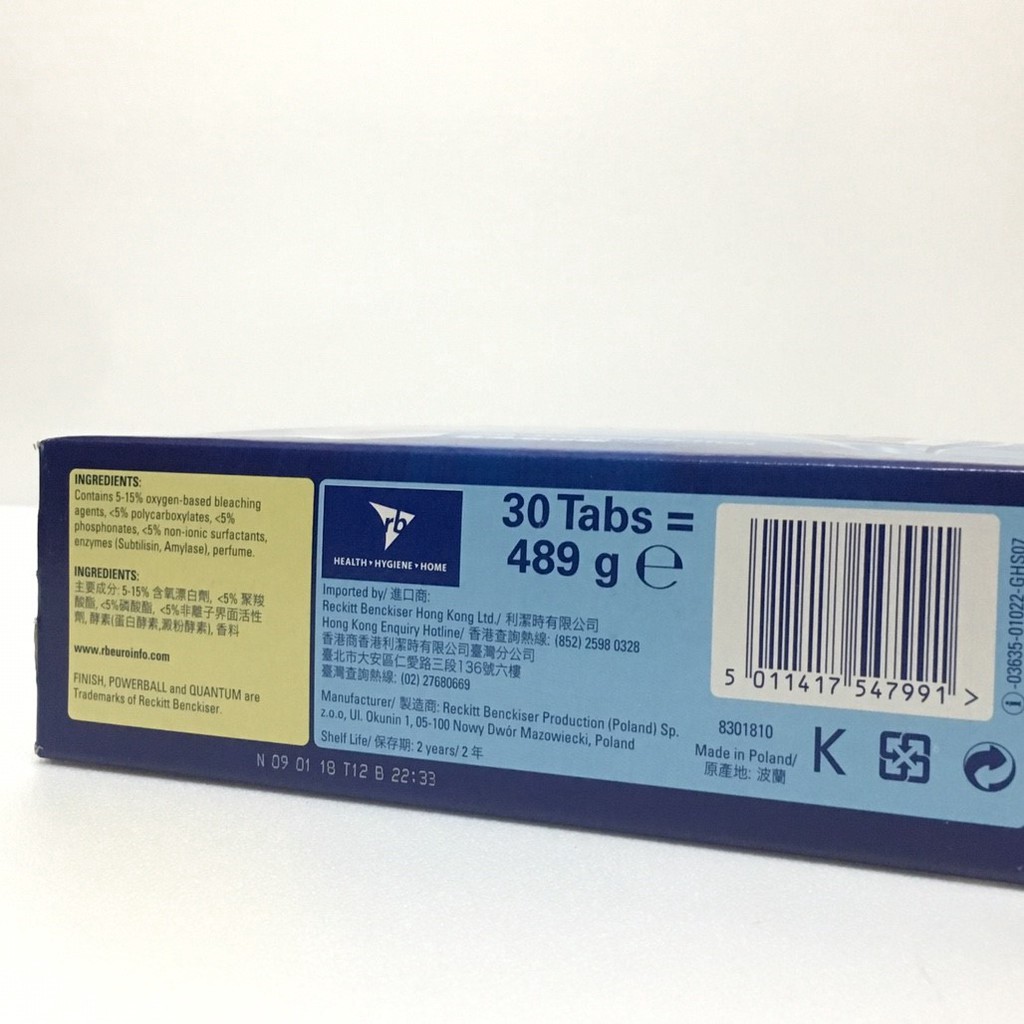 INGREDIENTS:
Contains 5-15% oxygen-based bleaching
agents, <5% polycarboxylates, <5%
phosphonates, <5% non-ionic surfactants,
enzymes (Subtilisin, Amylase), perfume.
INGREDIENTS:
主要成分: 5-15% 含氧漂白劑, <5% 聚羧
酸酯, <5%磷酸酯, <5%非離子界面活性
劑, 酵素(蛋白酵素,澱粉酵素), 香料
www.rbeuroinfo.com
FINISH, POWERBALL and QUANTUM are
Trademarks of Reckitt Benckiser.
rb
HEALTH • HYGIENE • HOME
30 Tabs =
489 g ℮
Imported by/ 進口商:
Reckitt Benckiser Hong Kong Ltd./ 利潔時有限公司
Hong Kong Enquiry Hotline/ 香港查詢熱線: (852) 2598 0328
香港商香港利潔時有限公司臺灣分公司
臺北市大安區仁愛路三段136號六樓
臺灣查詢熱線: (02) 27680669
Manufacturer/ 製造商: Reckitt Benckiser Production (Poland) Sp.
z.o.o, Ul. Okunin 1, 05-100 Nowy Dwór Mazowiecki, Poland
Shelf Life/ 保存期: 2 years/ 2 年
5 011417 547991 >
8301810
Made in Poland/
原產地: 波蘭
K
i -03635-01022-GHS07
N 09 01 18 T12 B 22:33